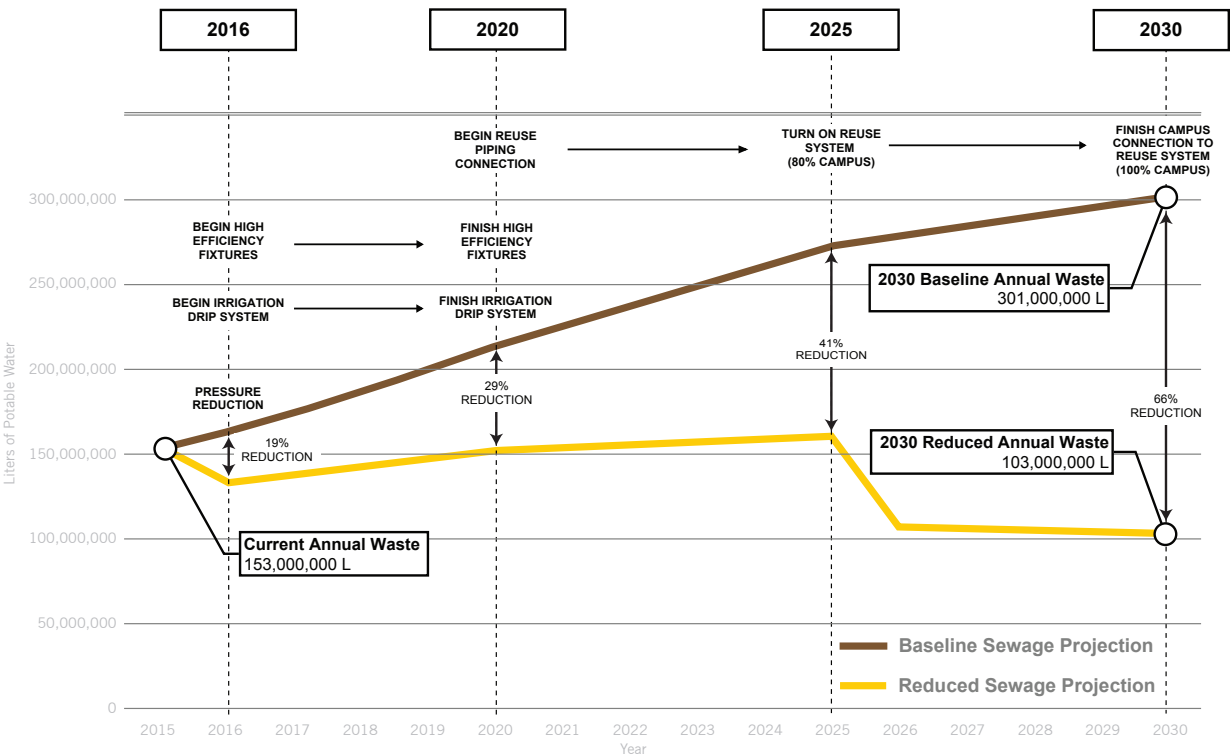 2016
2020
2025
2030
BEGIN REUSE
PIPING
CONNECTION
TURN ON REUSE
SYSTEM
(80% CAMPUS)
FINISH CAMPUS
CONNECTION TO
REUSE SYSTEM
(100% CAMPUS)
300,000,000
BEGIN HIGH
EFFICIENCY
FIXTURES
FINISH HIGH
EFFICIENCY
FIXTURES
250,000,000
2030 Baseline Annual Waste
301,000,000 L
BEGIN IRRIGATION
DRIP SYSTEM
FINISH IRRIGATION
DRIP SYSTEM
41%
REDUCTION
200,000,000
PRESSURE
REDUCTION
29%
REDUCTION
66%
REDUCTION
19%
REDUCTION
150,000,000
2030 Reduced Annual Waste
103,000,000 L
Liters of Potable Water
100,000,000
Current Annual Waste
153,000,000 L
50,000,000
Baseline Sewage Projection
Reduced Sewage Projection
0
2015 2016 2017 2018 2019 2020 2021 2022 2023 2024 2025 2026 2027 2028 2029 2030
Year